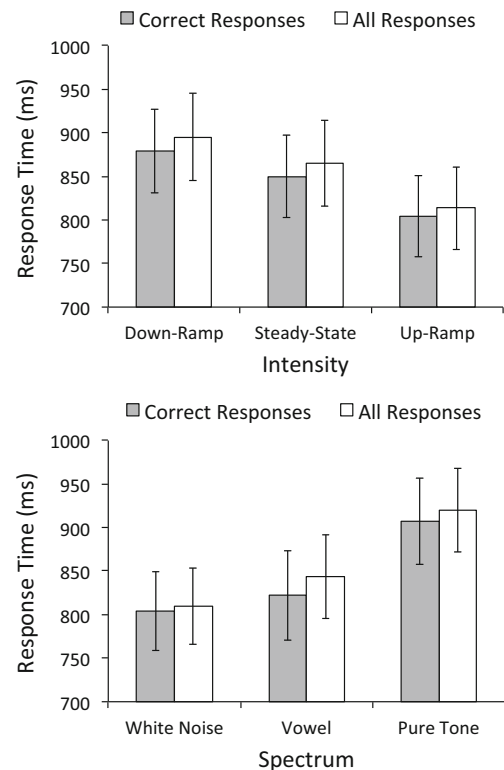 Correct Responses All Responses
1000
950
900
850
800
750
700
Response Time (ms)
Down-Ramp Steady-State Up-Ramp
Intensity
Correct Responses All Responses
1000
950
900
850
800
750
700
Response Time (ms)
White Noise Vowel Pure Tone
Spectrum